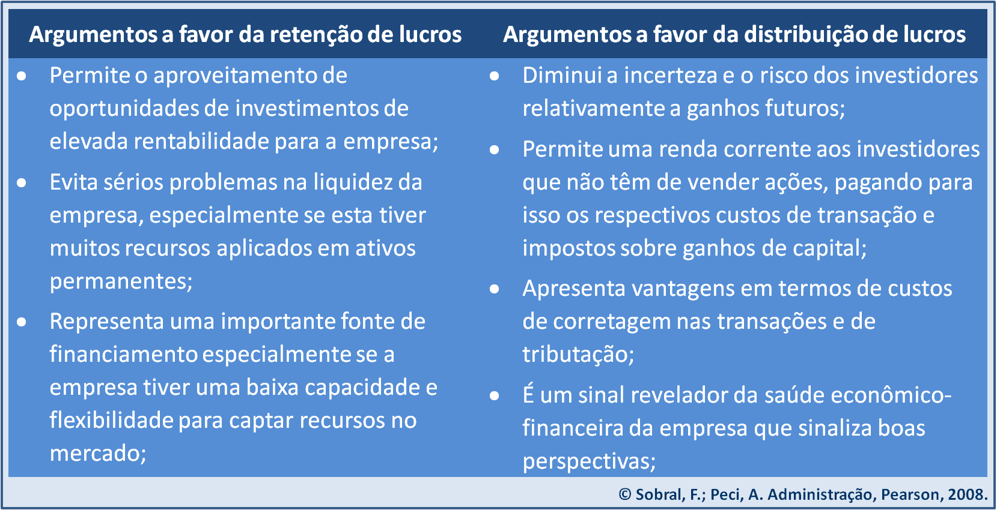 Argumentos a favor da retenção de lucros
• Permite o aproveitamento de
oportunidades de investimentos de
elevada rentabilidade para a empresa;
• Evita sérios problemas na liquidez da
empresa, especialmente se esta tiver
muitos recursos aplicados em ativos
permanentes;
• Representa uma importante fonte de
financiamento especialmente se a
empresa tiver uma baixa capacidade e
flexibilidade para captar recursos no
mercado;
Argumentos a favor da distribuição de lucros
• Diminui a incerteza e o risco dos investidores
relativamente a ganhos futuros;
• Permite uma renda corrente aos investidores
que não têm de vender ações, pagando para
isso os respectivos custos de transação e
impostos sobre ganhos de capital;
• Apresenta vantagens em termos de custos
de corretagem nas transações e de
tributação;
• É um sinal revelador da saúde econômico-
financeira da empresa que sinaliza boas
perspectivas;
© Sobral, F.; Peci, A. Administração, Pearson, 2008.